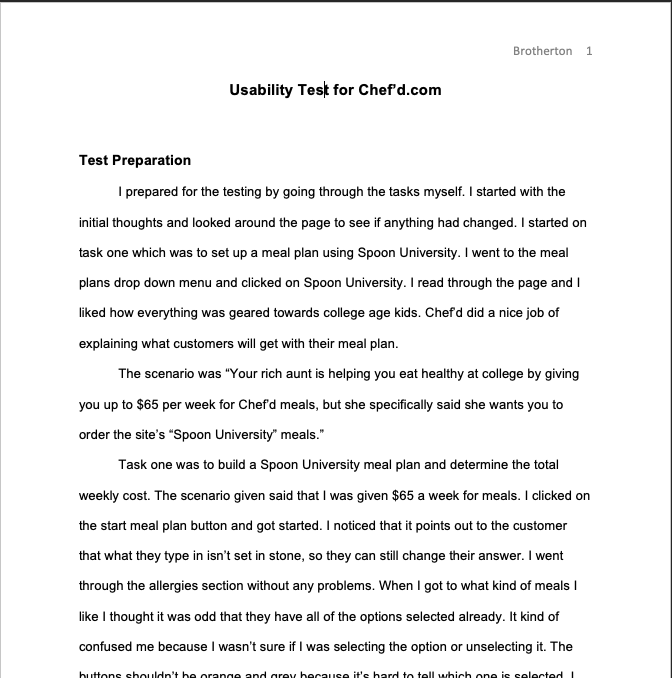 Brotherton 1
Usability Test for Chef’d.com
Test Preparation
I prepared for the testing by going through the tasks myself. I started with the
initial thoughts and looked around the page to see if anything had changed. I started on
task one which was to set up a meal plan using Spoon University. I went to the meal
plans drop down menu and clicked on Spoon University. I read through the page and I
liked how everything was geared towards college age kids. Chef’d did a nice job of
explaining what customers will get with their meal plan.
The scenario was “Your rich aunt is helping you eat healthy at college by giving
you up to $65 per week for Chef’d meals, but she specifically said she wants you to
order the site’s “Spoon University” meals.”
Task one was to build a Spoon University meal plan and determine the total
weekly cost. The scenario given said that I was given $65 a week for meals. I clicked on
the start meal plan button and got started. I noticed that it points out to the customer
that what they type in isn’t set in stone, so they can still change their answer. I went
through the allergies section without any problems. When I got to what kind of meals I
like I thought it was odd that they have all of the options selected already. It kind of
confused me because I wasn’t sure if I was selecting the option or unselecting it. The
buttons shouldn’t be orange and grey because it’s hard to tell which one is selected. I